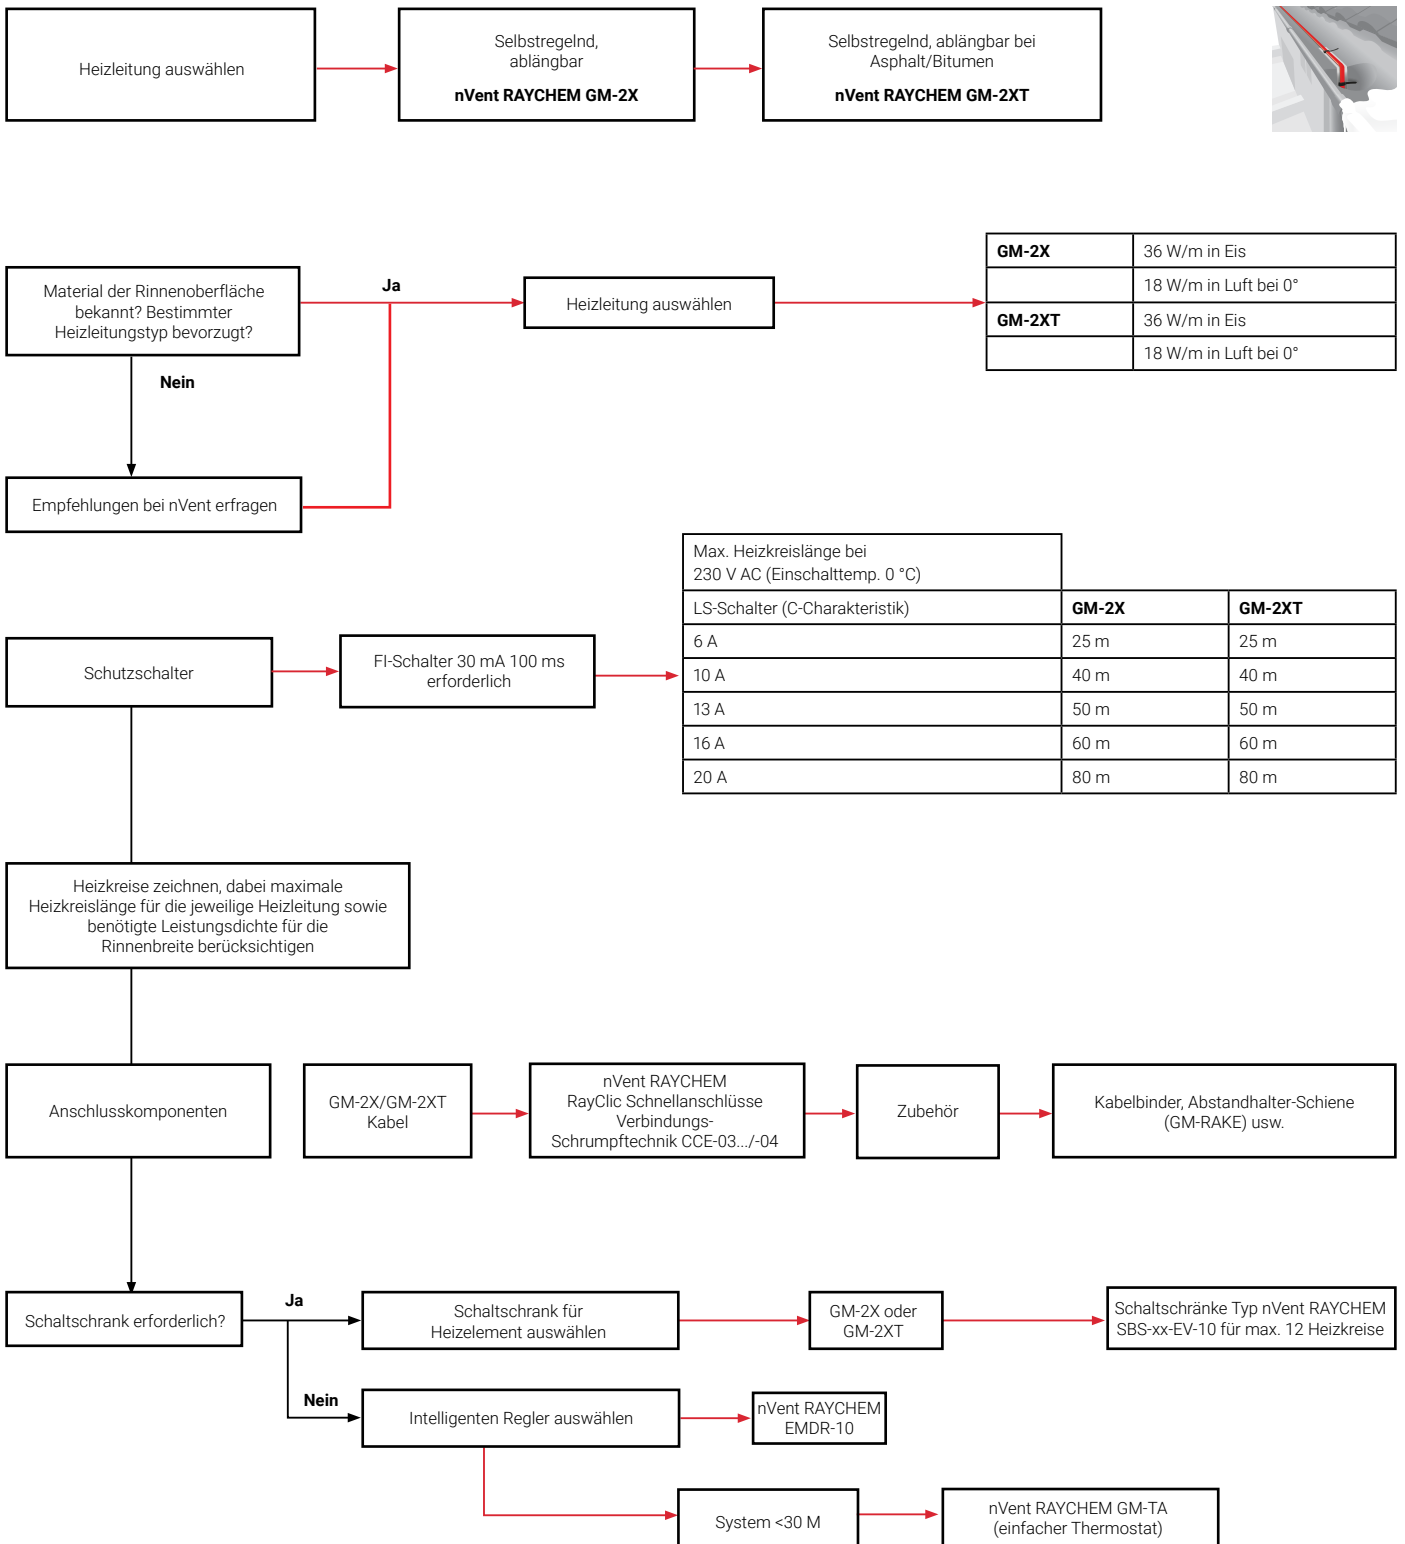 Heizleitung auswählen
Selbstregelnd,
ablängbar
nVent RAYCHEM GM-2X
Selbstregelnd, ablängbar bei
Asphalt/Bitumen
nVent RAYCHEM GM-2XT
Material der Rinnenoberfläche
bekannt? Bestimmter
Heizleitungstyp bevorzugt?
Ja
Heizleitung auswählen
GM-2X 36 W/m in Eis
18 W/m in Luft bei 0°
GM-2XT 36 W/m in Eis
18 W/m in Luft bei 0°
Nein
Empfehlungen bei nVent erfragen
Schutzschalter
FI-Schalter 30 mA 100 ms
erforderlich
Max. Heizkreislänge bei
230 V AC (Einschalttemp. 0 °C)
LS-Schalter (C-Charakteristik) GM-2X GM-2XT
6 A 25 m 25 m
10 A 40 m 40 m
13 A 50 m 50 m
16 A 60 m 60 m
20 A 80 m 80 m
Heizkreise zeichnen, dabei maximale
Heizkreislänge für die jeweilige Heizleitung sowie
benötigte Leistungsdichte für die
Rinnenbreite berücksichtigen
Anschlusskomponenten
GM-2X/GM-2XT
Kabel
nVent RAYCHEM
RayClic Schnellanschlüsse
Verbindungs-
Schrumpftechnik CCE-03.../-04
Zubehör
Kabelbinder, Abstandhalter-Schiene
(GM-RAKE) usw.
Schaltschrank erforderlich?
Ja
Schaltschrank für
Heizelement auswählen
GM-2X oder
GM-2XT
Schaltschränke Typ nVent RAYCHEM
SBS-xx-EV-10 für max. 12 Heizkreise
Nein
Intelligenten Regler auswählen
nVent RAYCHEM
EMDR-10
System <30 M
nVent RAYCHEM GM-TA
(einfacher Thermostat)